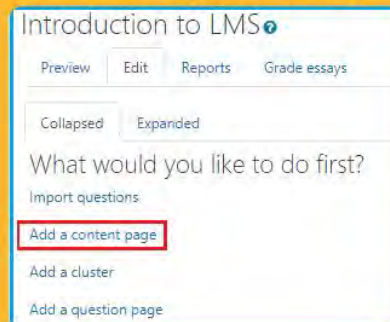 Introduction to LMS
Preview Edit Reports Grade essays
Collapsed Expanded
What would you like to do first?
Import questions
Add a content page
Add a cluster
Add a question page